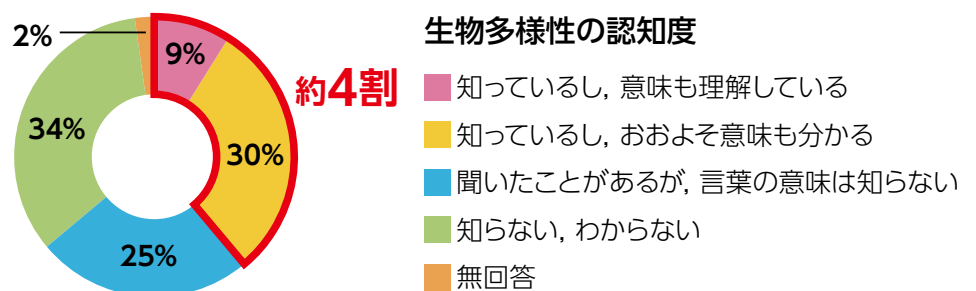 生物多様性の認知度
2%
9%
約4割
34%
30%
25%
知っているし, 意味も理解している
知っているし, おおよそ意味も分かる
聞いたことがあるが, 言葉の意味は知らない
知らない, わからない
無回答